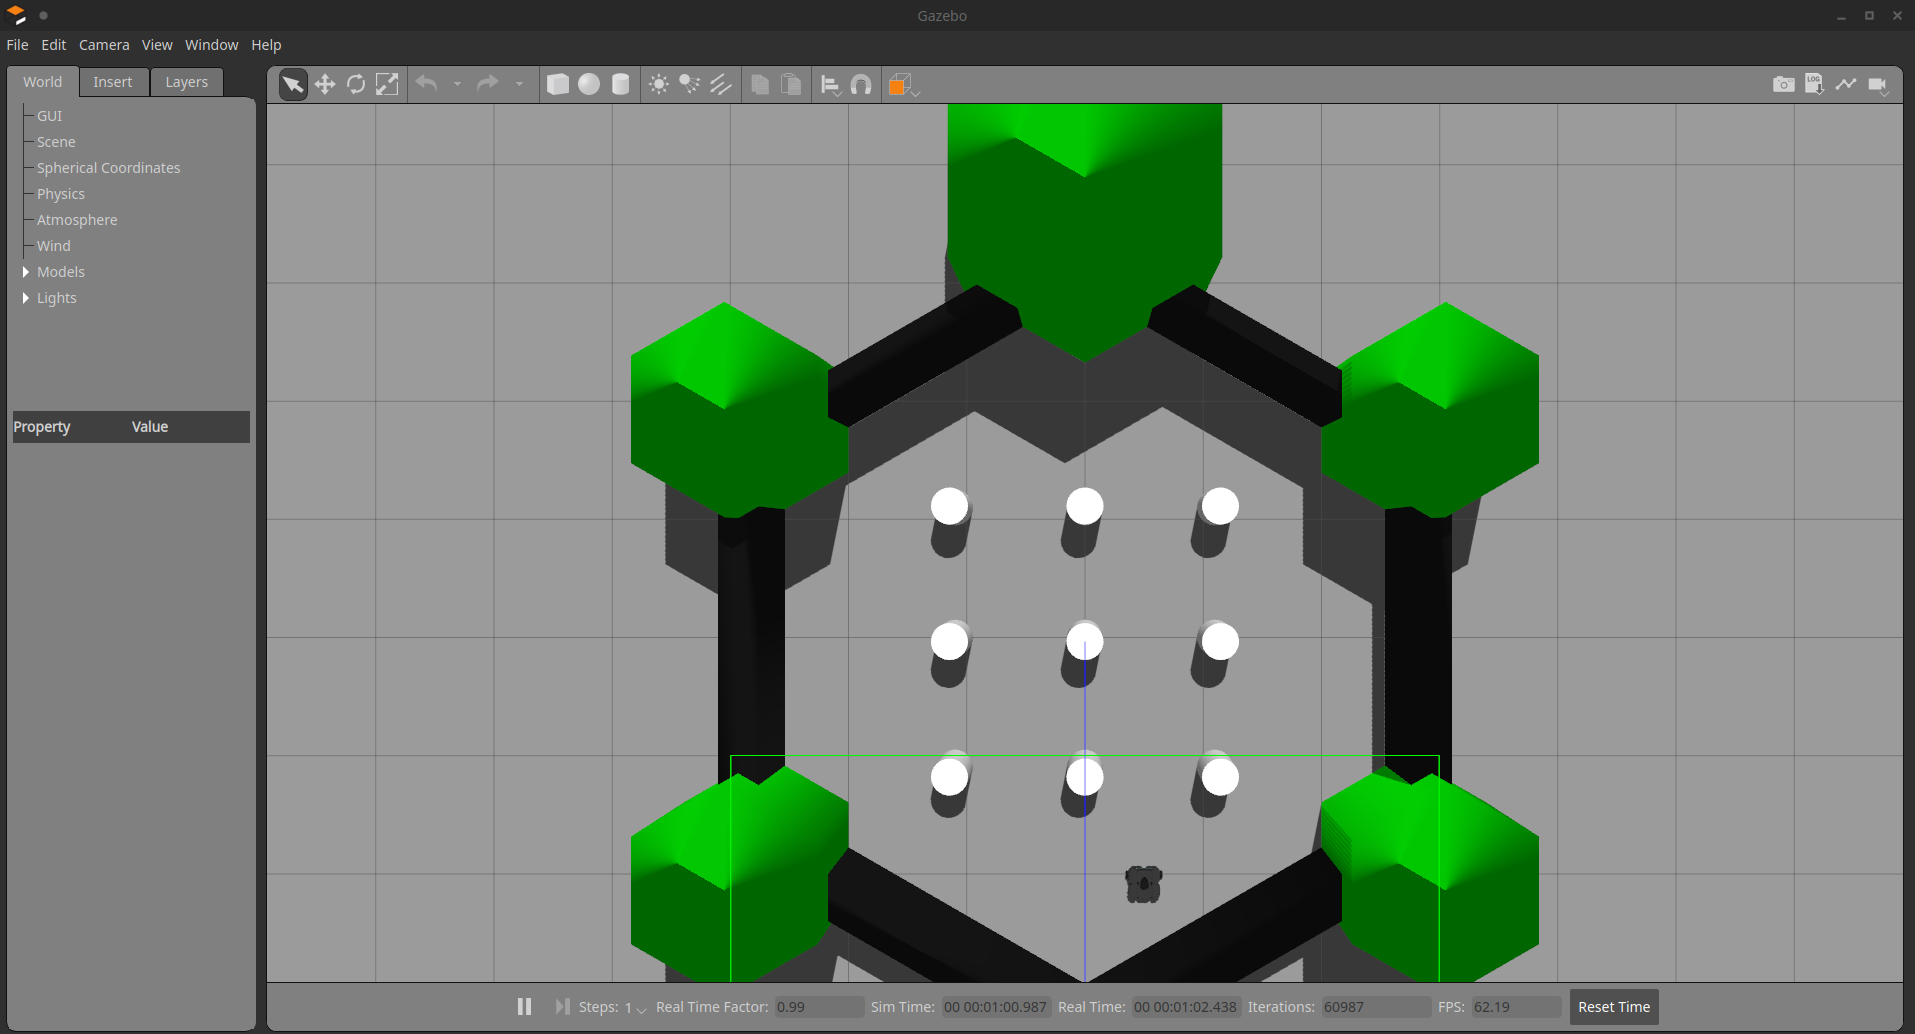 Gazebo
File Edit Camera View Window Help
World Insert Layers
GUI
Scene
Spherical Coordinates
Physics
Atmosphere
Wind
Models
Lights
Property Value
LOG
Steps: 1 Real Time Factor: 0.99 Sim Time: 00 00:01:00.987 Real Time: 00 00:01:02.438 Iterations: 60987 FPS: 62.19 Reset Time